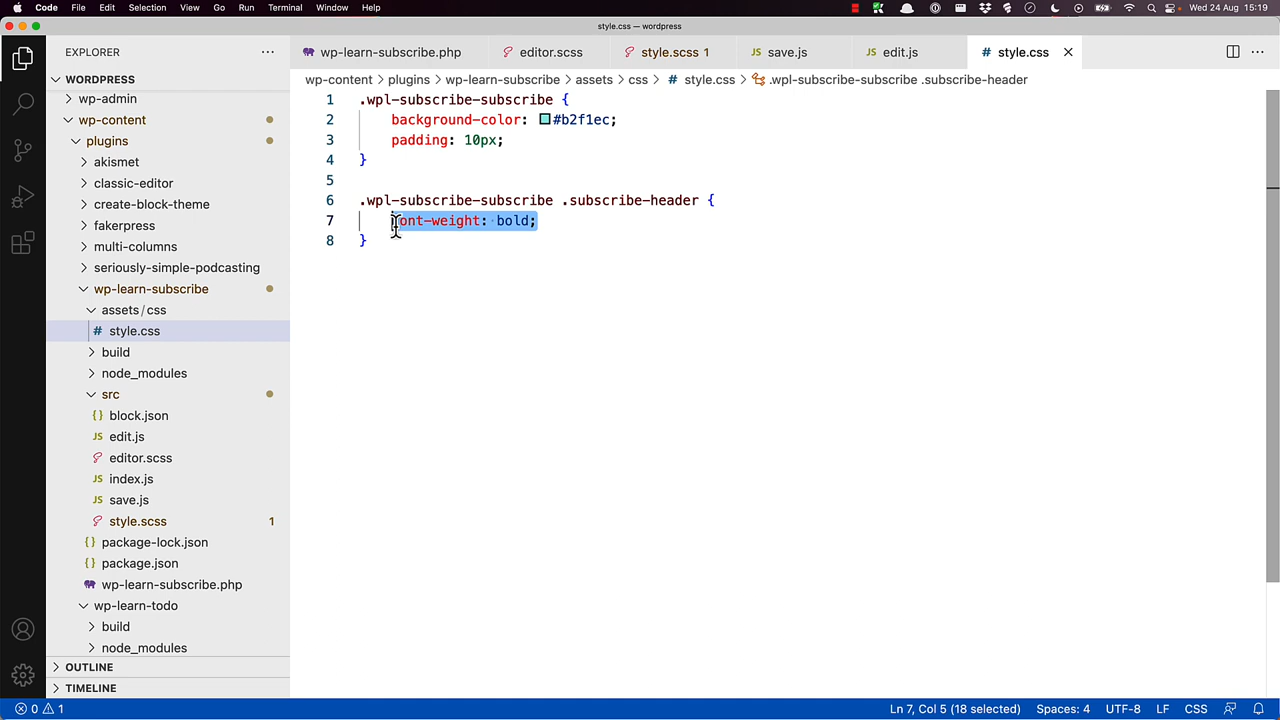 Code File Edit Selection View Go Run Terminal Window Help Wed 24 Aug 15:19
style.css — wordpress
EXPLORER
wp-learn-subscribe.php editor.scss style.scss 1 save.js edit.js style.css
wp-content > plugins > wp-learn-subscribe > assets > css > # style.css > .wpl-subscribe-subscribe .subscribe-header
WORDPRESS
wp-admin
wp-content
plugins
akismet
classic-editor
create-block-theme
fakerpress
multi-columns
seriously-simple-podcasting
wp-learn-subscribe
assets/css
# style.css
build
node_modules
src
{} block.json
JS edit.js
editor.scss
JS index.js
JS save.js
style.scss 1
{} package-lock.json
{} package.json
wp-learn-subscribe.php
wp-learn-todo
build
node_modules
OUTLINE
TIMELINE
1 .wpl-subscribe-subscribe {
2 background-color: #b2f1ec;
3 padding: 10px;
4 }
5
6 .wpl-subscribe-subscribe .subscribe-header {
7 font-weight: bold;
8 }
0 1 Ln 7, Col 5 (18 selected) Spaces: 4 UTF-8 LF CSS